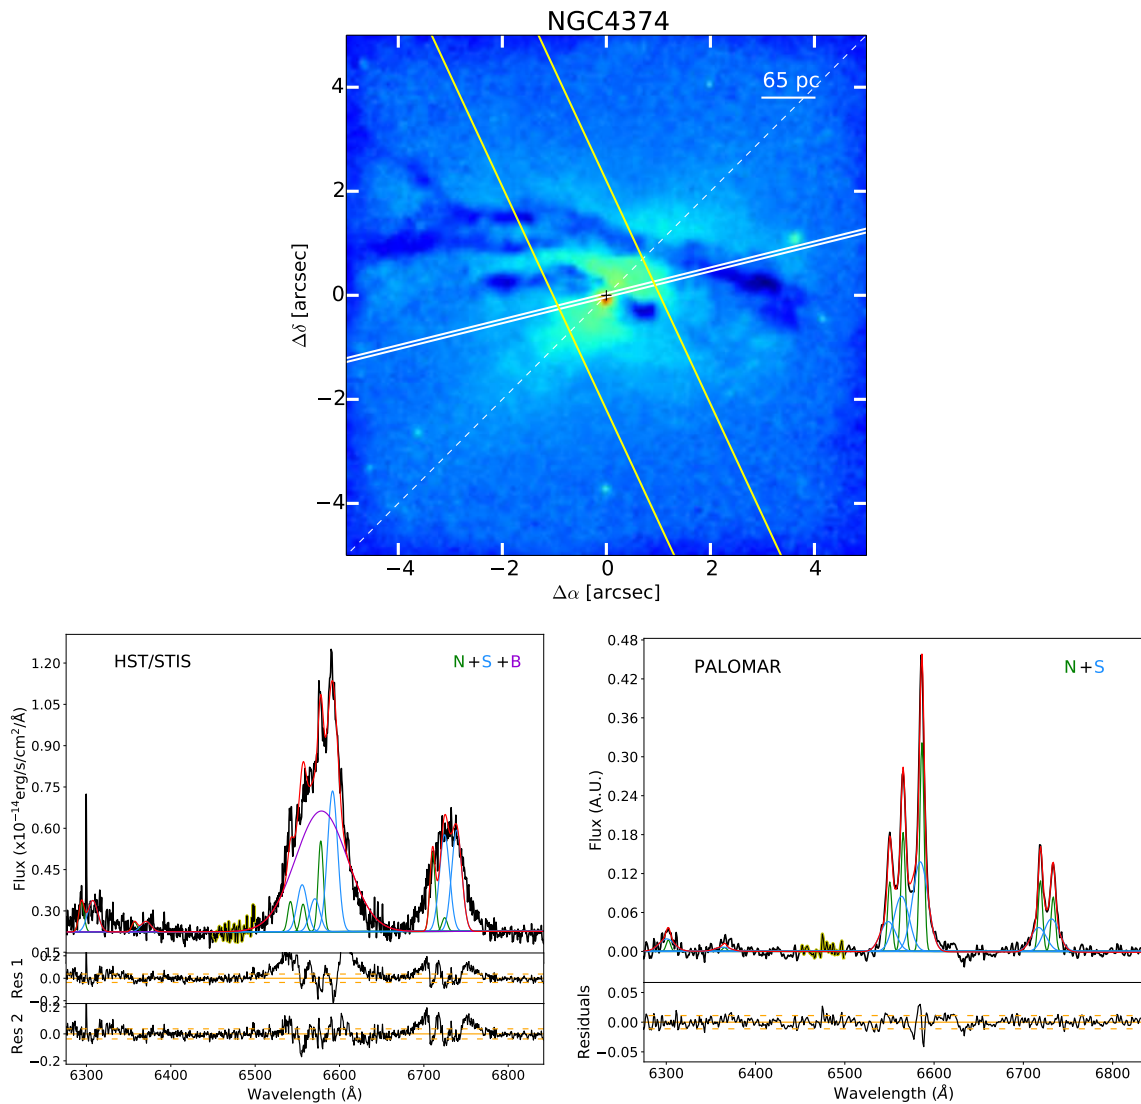 NGC4374
65 pc
4
2
0
−2
−4
Δδ [arcsec]
−4 −2 0 2 4
Δα [arcsec]
HST/STIS N+S+B
1.20
1.05
0.90
0.75
0.60
0.45
0.30
Flux (x10⁻¹⁴erg/s/cm²/Å)
0.0
−0.2
Res 1
0.2
0.0
−0.2
Res 2
6300 6400 6500 6600 6700 6800
Wavelength (Å)
PALOMAR N+S
0.48
0.42
0.36
0.30
0.24
0.18
0.12
0.06
0.00
Flux (A.U.)
0.05
0.00
−0.05
Residuals
6300 6400 6500 6600 6700 6800
Wavelength (Å)